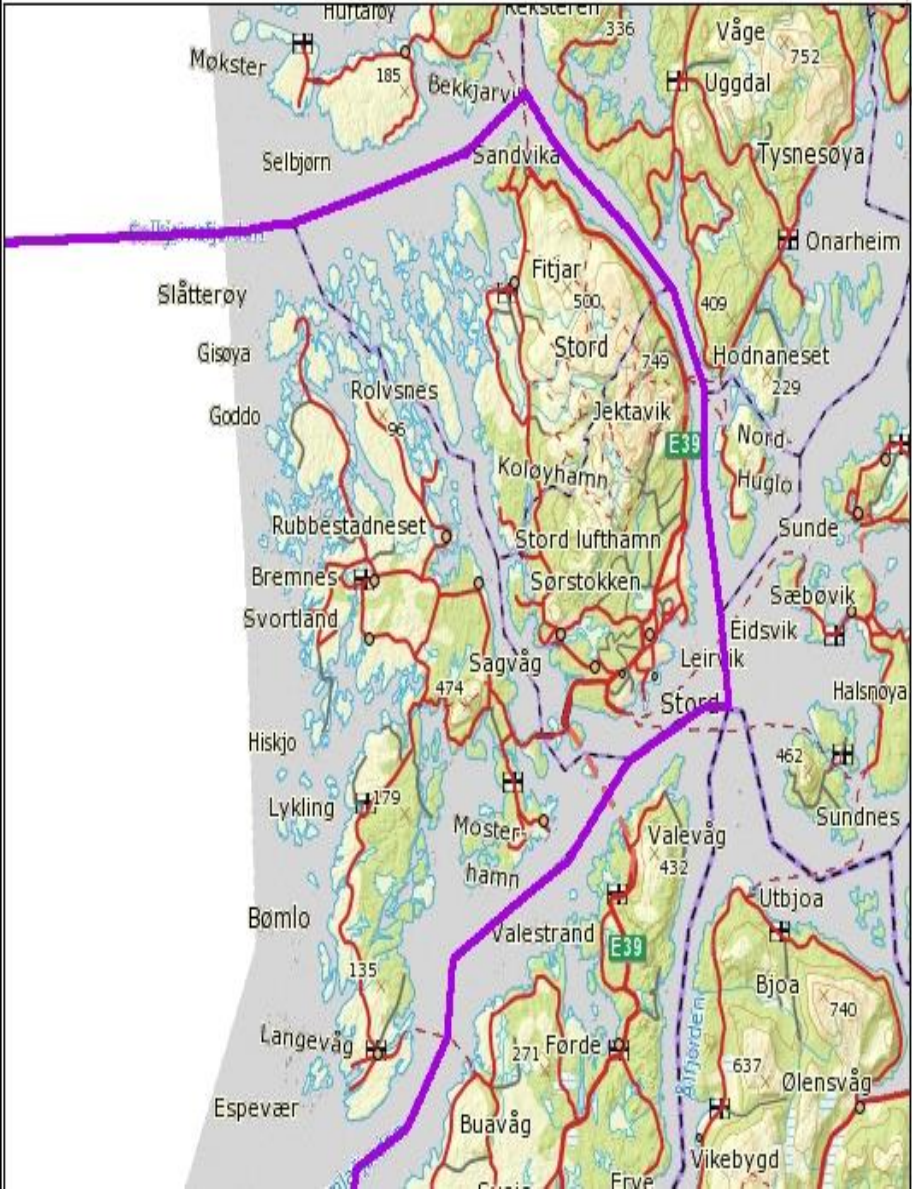 Huftarøy
Reksteren
336
Våge
752
Møkster
185
Bekkjarvi
Uggdal
Selbjørn
Sandvika
Tysnesøya
Onarheim
Slåtterøy
Fitjar
500
409
Gisøya
Stord
749
Hodnaneset
229
Rolvsnes
96
Goddo
Jektavik
E39
Nord-
Huglo
Koløyhamn
Rubbestadneset
Stord lufthamn
Sunde
Bremnes
Sørstokken
Sæbøvik
Svortland
Eidsvik
Sagvåg
Leirvik
474
Stord
Halsnøya
Hiskjo
462
Lykling
179
Sundnes
Moster-
hamn
Valevåg
432
Utbjoa
Bømlo
Valestrand
E39
Bjoa
135
740
Langevåg
271
Førde
Ålfjorden
637
Ølensvåg
Espevær
Buavåg
Vikebygd